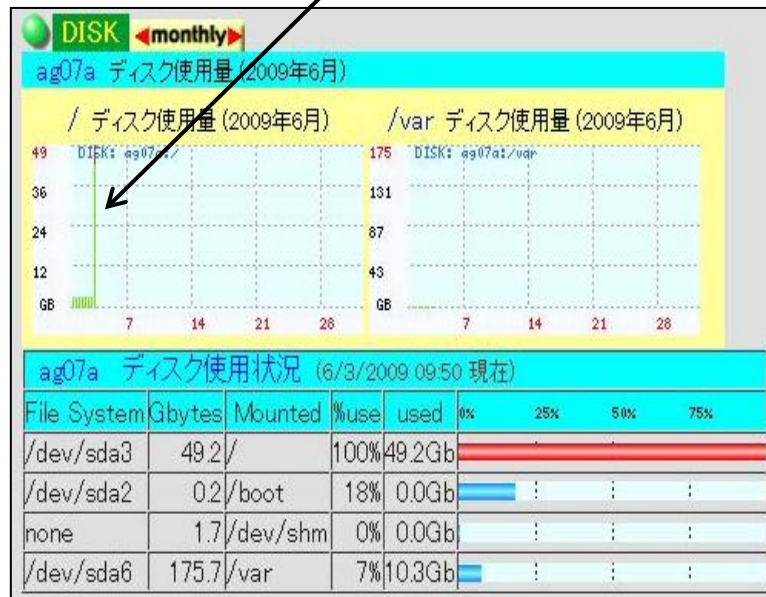 DISK monthly
ag07a ディスク使用量 (2009年6月)
/ ディスク使用量 (2009年6月) /var ディスク使用量 (2009年6月)
49 DISK: ag07a:/ 175 DISK: ag07a:/var
36 131
24 87
12 43
GB GB
7 14 21 28 7 14 21 28
ag07a ディスク使用状況 (6/3/2009 09:50 現在)
File System Gbytes Mounted %use used 0% 25% 50% 75%
/dev/sda3 49.2 / 100% 49.2Gb
/dev/sda2 0.2 /boot 18% 0.0Gb
none 1.7 /dev/shm 0% 0.0Gb
/dev/sda6 175.7 /var 7% 10.3Gb